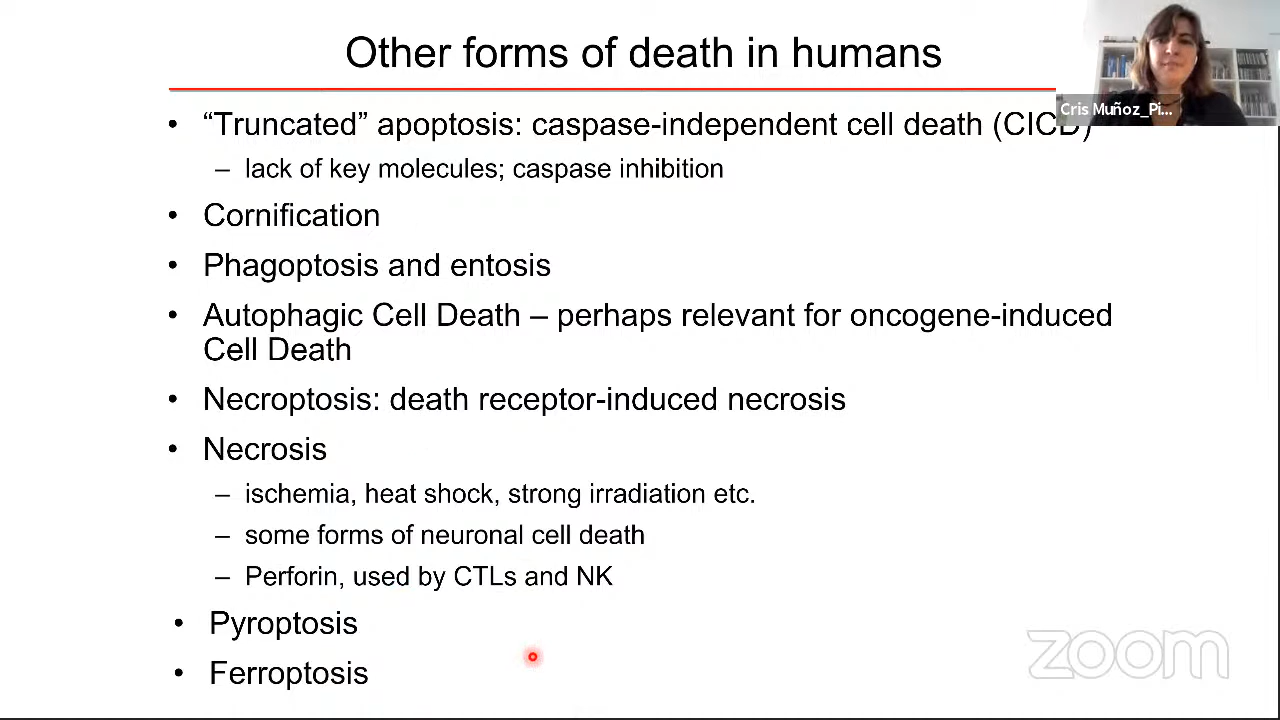 Other forms of death in humans
Cris Muñoz_Pi...
• “Truncated” apoptosis: caspase-independent cell death (CICD)
– lack of key molecules; caspase inhibition
• Cornification
• Phagoptosis and entosis
• Autophagic Cell Death – perhaps relevant for oncogene-induced
Cell Death
• Necroptosis: death receptor-induced necrosis
• Necrosis
– ischemia, heat shock, strong irradiation etc.
– some forms of neuronal cell death
– Perforin, used by CTLs and NK
• Pyroptosis
• Ferroptosis
zoom